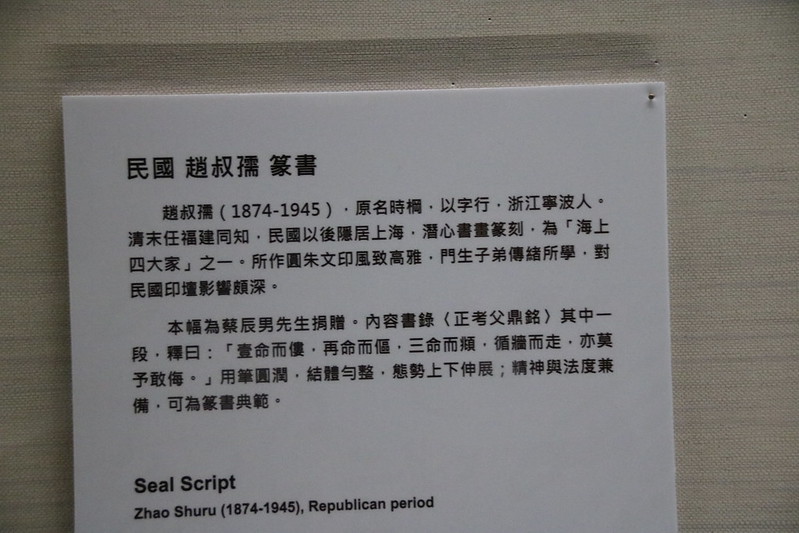 民國 趙叔孺 篆書
趙叔孺（1874-1945），原名時棡，以字行，浙江寧波人。
清末任福建同知，民國以後隱居上海，潛心書畫篆刻，為「海上
四大家」之一。所作圓朱文印風致高雅，門生子弟傳緒所學，對
民國印壇影響頗深。
本幅為蔡辰男先生捐贈。內容書錄〈正考父鼎銘〉其中一
段，釋曰：「壹命而僂，再命而傴，三命而頫，循牆而走，亦莫
予敢侮。」用筆圓潤，結體勻整，態勢上下伸展；精神與法度兼
備，可為篆書典範。
Seal Script
Zhao Shuru (1874-1945), Republican period